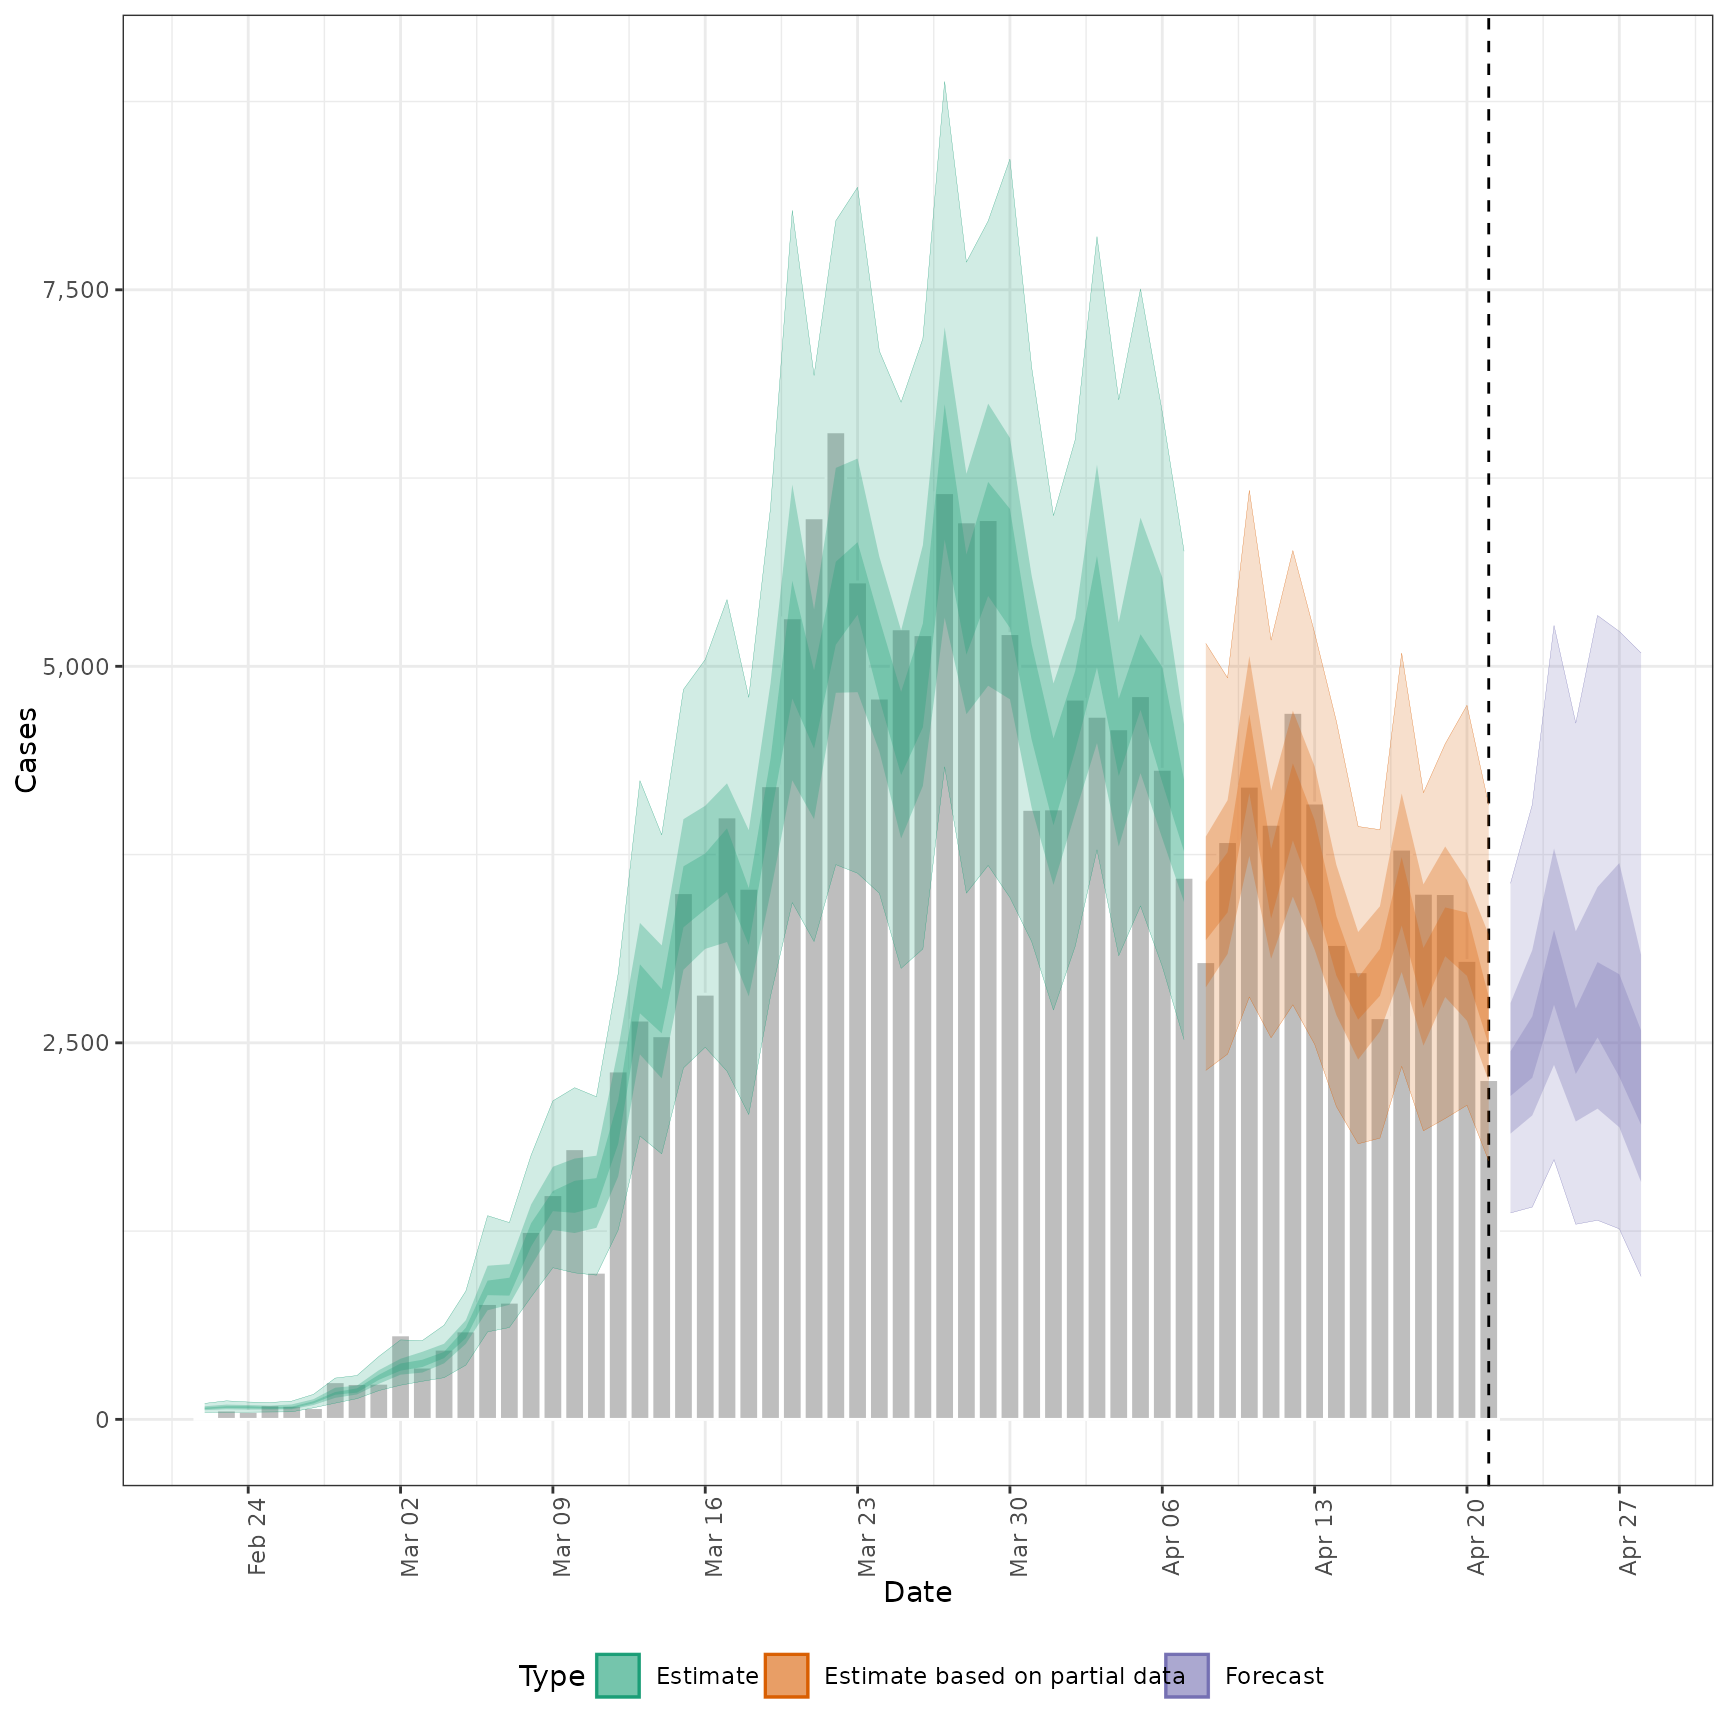 7,500
5,000
2,500
0
Cases
Feb 24
Mar 02
Mar 09
Mar 16
Mar 23
Mar 30
Apr 06
Apr 13
Apr 20
Apr 27
Date
Type Estimate Estimate based on partial data Forecast